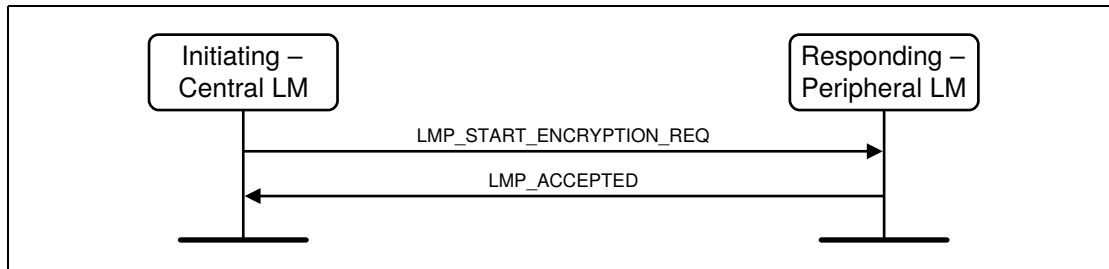 Initiating –
Central LM
Responding –
Peripheral LM
LMP_START_ENCRYPTION_REQ
LMP_ACCEPTED